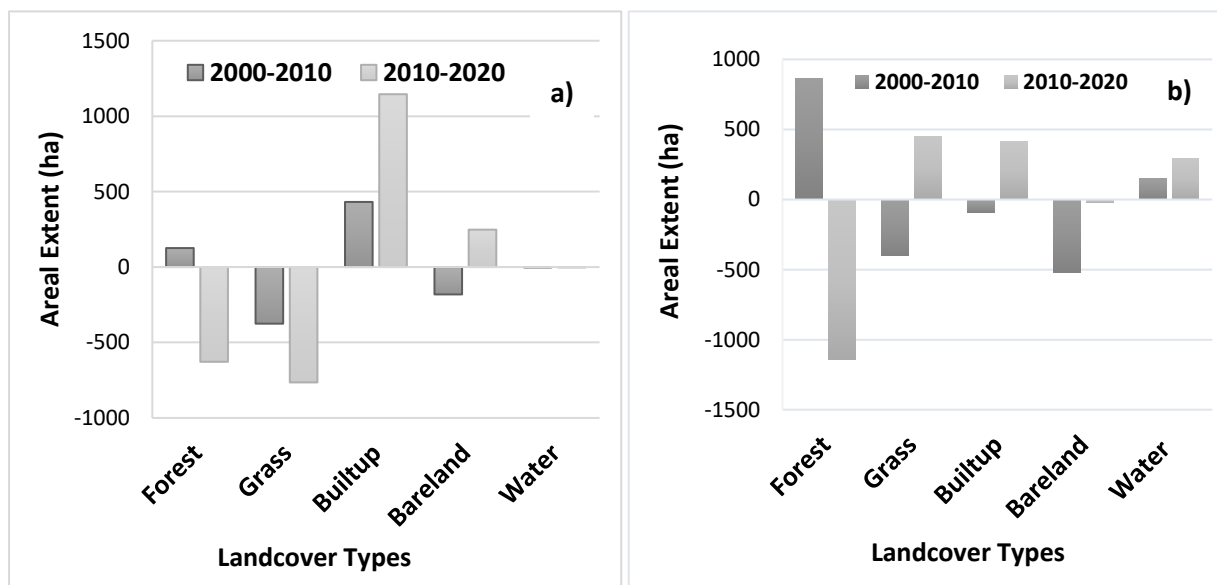 1500
1000
500
0
-500
-1000
Areal Extent (ha)
2000-2010 2010-2020
a)
Forest
Grass
Builtup
Bareland
Water
Landcover Types
1000
500
0
-500
-1000
-1500
Areal Extent (ha)
2000-2010 2010-2020
b)
Forest
Grass
Builtup
Bareland
Water
Landcover Types